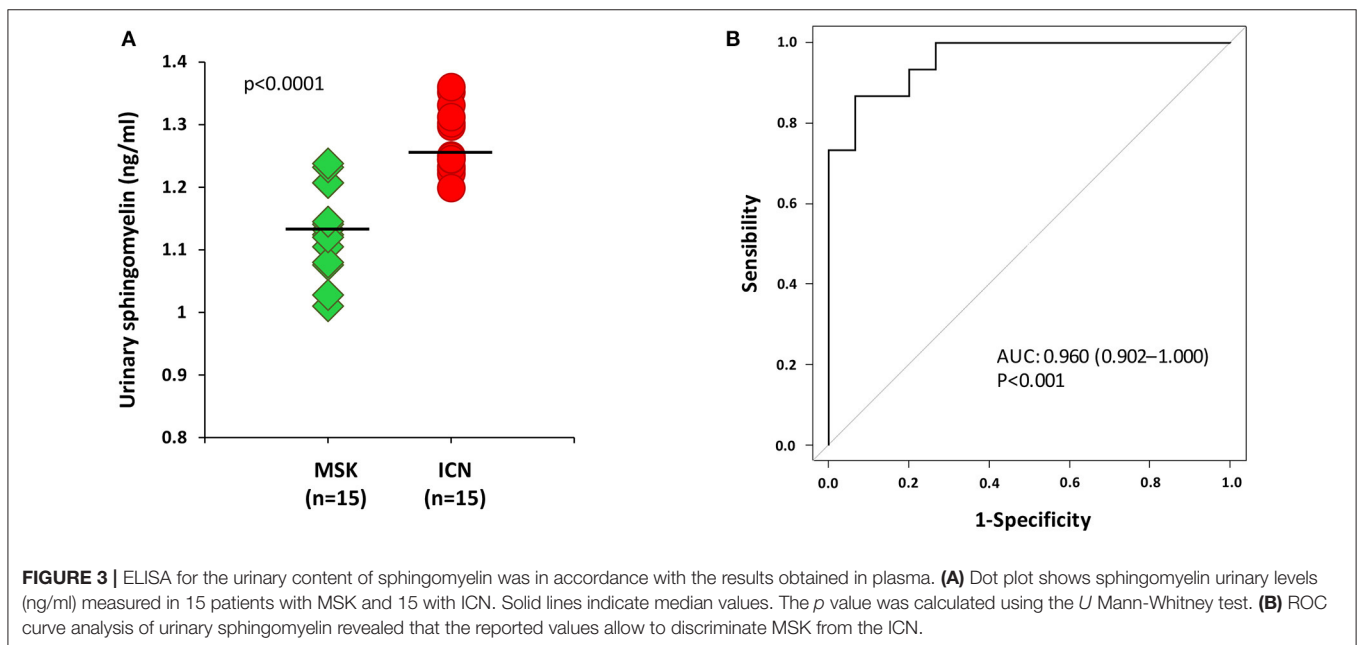 A
Urinary sphingomyelin (ng/ml)
1.4
1.3
1.2
1.1
1
0.9
0.8
p<0.0001
MSK
(n=15)
ICN
(n=15)
B
Sensibility
1.0
0.8
0.6
0.4
0.2
0.0
AUC: 0.960 (0.902–1.000)
P<0.001
0.0 0.2 0.4 0.6 0.8 1.0
1-Specificity
FIGURE 3 | ELISA for the urinary content of sphingomyelin was in accordance with the results obtained in plasma. (A) Dot plot shows sphingomyelin urinary levels
(ng/ml) measured in 15 patients with MSK and 15 with ICN. Solid lines indicate median values. The p value was calculated using the U Mann-Whitney test. (B) ROC
curve analysis of urinary sphingomyelin revealed that the reported values allow to discriminate MSK from the ICN.